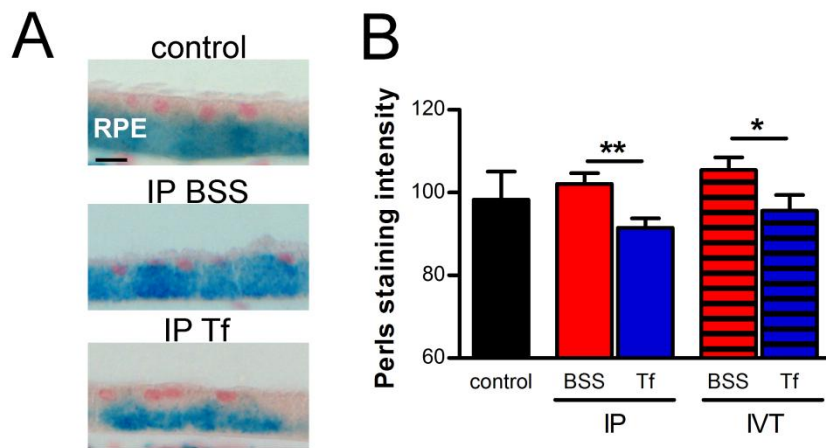 A
control
RPE
IP BSS
IP Tf
B
Perls staining intensity
120
100
80
60
**
*
control
BSS
Tf
BSS
Tf
IP
IVT